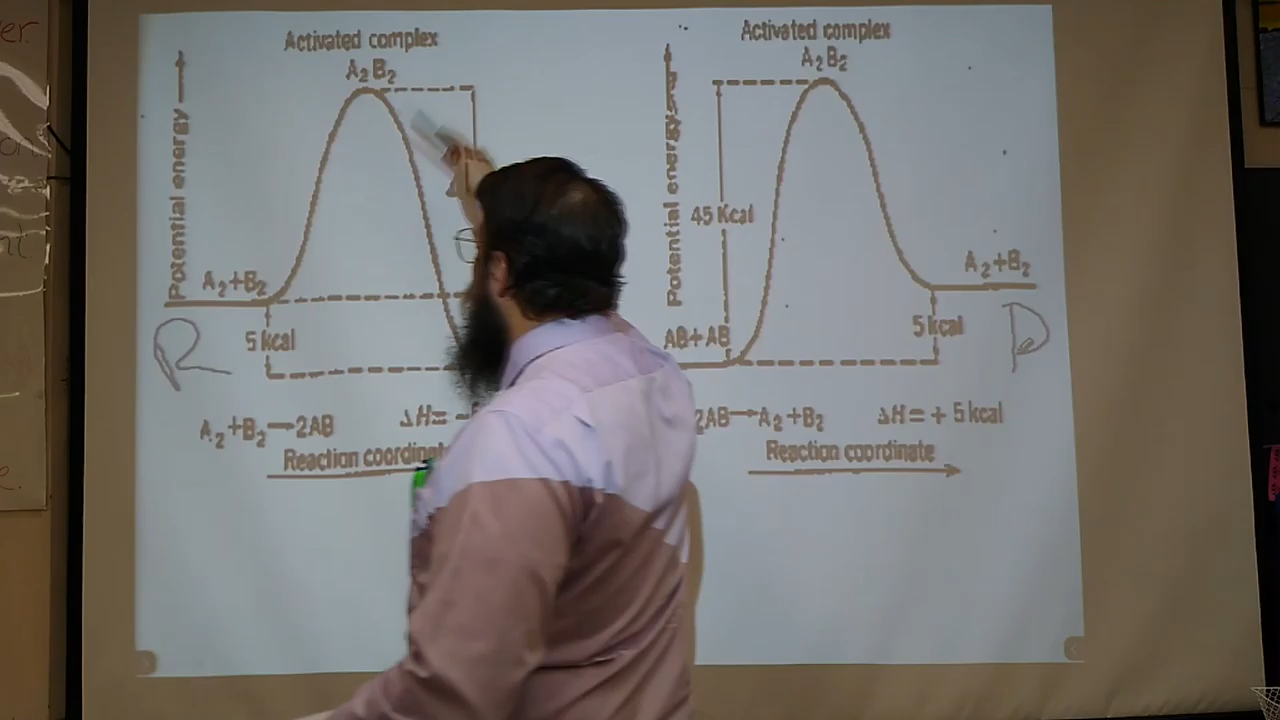 er.
Activated complex
A₂B₂
Potential energy
A₂+B₂
R
5 kcal
A₂+B₂→2AB
ΔH= -
Reaction coordinat
Activated complex
A₂B₂
Potential energy
45 Kcal
AB+AB
A₂+B₂
5 kcal
P
2AB→A₂+B₂
ΔH= + 5 kcal
Reaction coordinate
e.